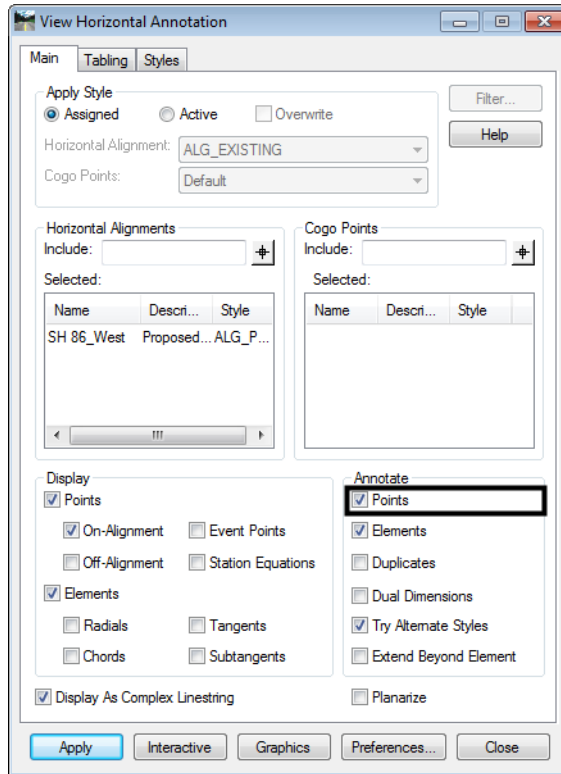 View Horizontal Annotation
Main Tabling Styles
Apply Style
Assigned Active Overwrite
Filter...
Horizontal Alignment: ALG_EXISTING
Help
Cogo Points: Default
Horizontal Alignments
Include:
Selected:
Name Descri... Style
SH 86_West Proposed... ALG_P...
Cogo Points
Include:
Selected:
Name Descri... Style
Display
Points
On-Alignment Event Points
Off-Alignment Station Equations
Elements
Radials Tangents
Chords Subtangents
Annotate
Points
Elements
Duplicates
Dual Dimensions
Try Alternate Styles
Extend Beyond Element
Display As Complex Linestring
Planarize
Apply Interactive Graphics Preferences... Close